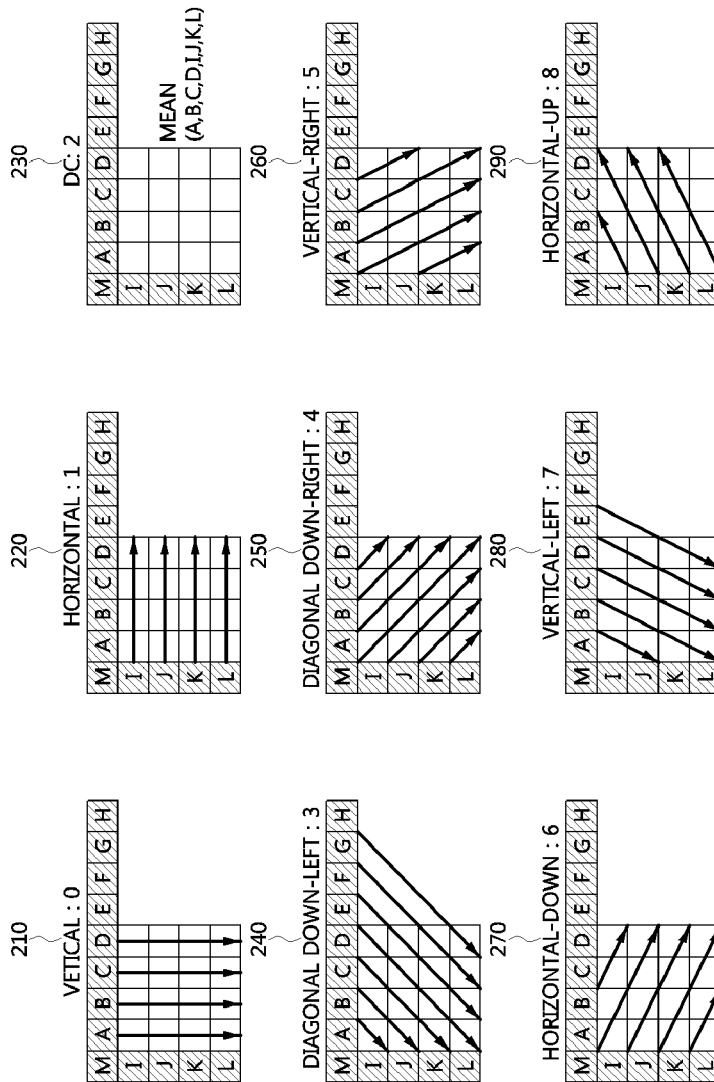 210
VETICAL : 0
M A B C D E F G H
I
J
K
L
220
HORIZONTAL : 1
M A B C D E F G H
I
J
K
L
230
DC: 2
M A B C D E F G H
I
J
K
L
MEAN
(A,B,C,D,I,J,K,L)
240
DIAGONAL DOWN-LEFT : 3
M A B C D E F G H
I
J
K
L
250
DIAGONAL DOWN-RIGHT : 4
M A B C D E F G H
I
J
K
L
260
VERTICAL-RIGHT : 5
M A B C D E F G H
I
J
K
L
270
HORIZONTAL-DOWN : 6
M A B C D E F G H
I
J
K
L
280
VERTICAL-LEFT : 7
M A B C D E F G H
I
J
K
L
290
HORIZONTAL-UP : 8
M A B C D E F G H
I
J
K
L